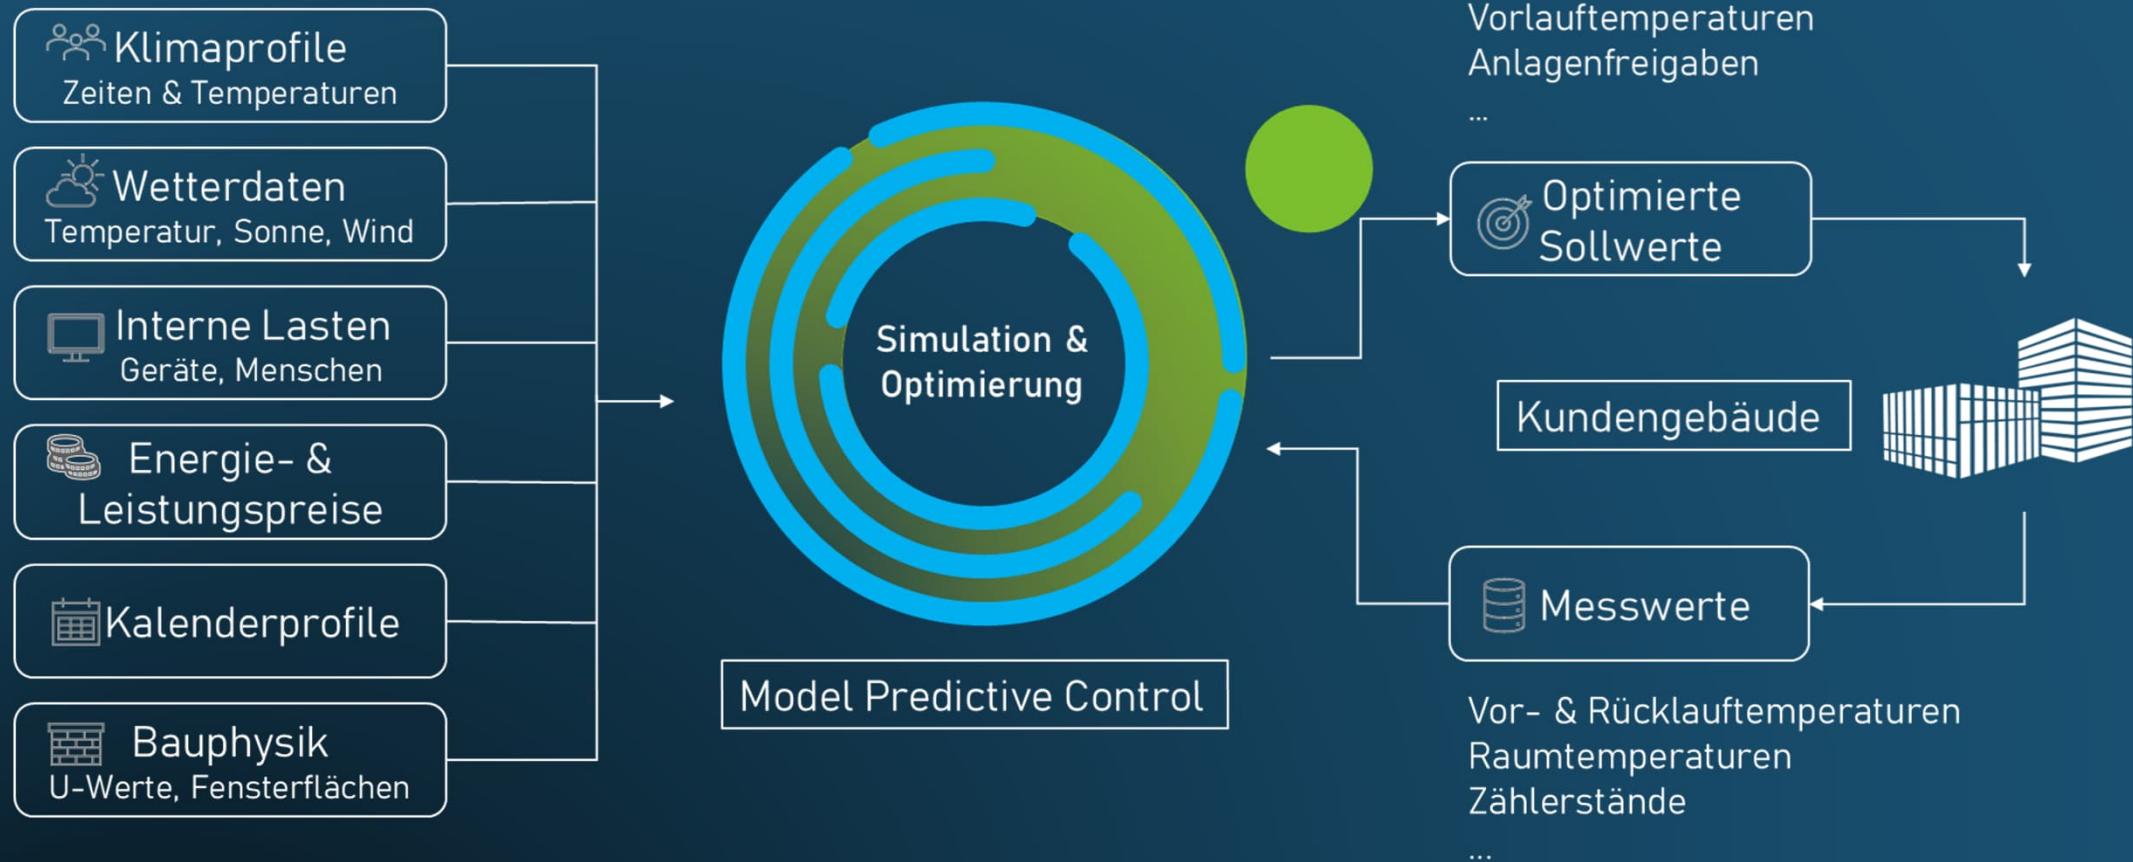 Klimaprofile
Zeiten & Temperaturen
Wetterdaten
Temperatur, Sonne, Wind
Interne Lasten
Geräte, Menschen
Energie- &
Leistungspreise
Kalenderprofile
Bauphysik
U-Werte, Fensterflächen
Simulation &
Optimierung
Model Predictive Control
Vorlauftemperaturen
Anlagenfreigaben
...
Optimierte
Sollwerte
Kundengebäude
Messwerte
Vor- & Rücklauftemperaturen
Raumtemperaturen
Zählerstände
...